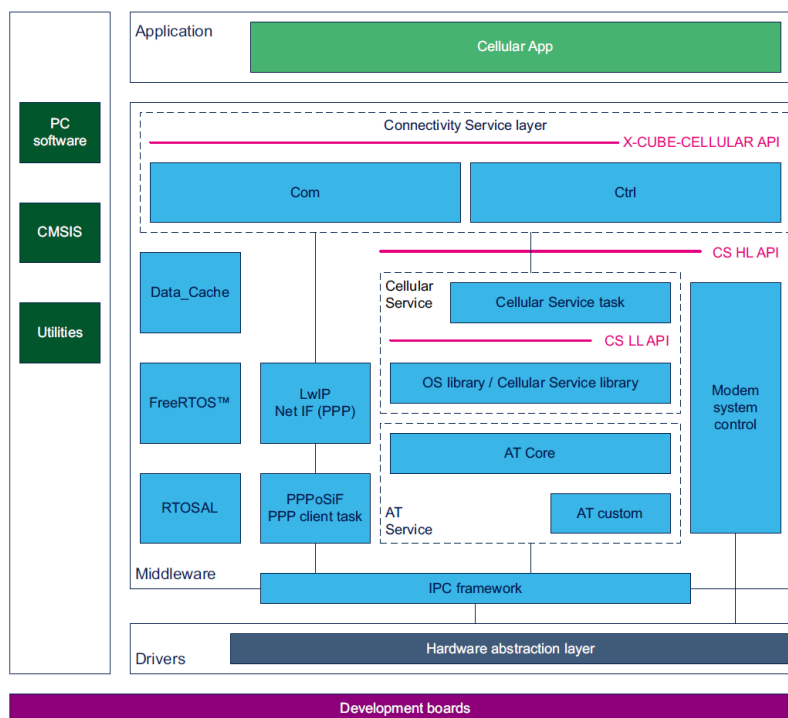 Application
Cellular App
PC
software
CMSIS
Utilities
Connectivity Service layer
X-CUBE-CELLULAR API
Com
Ctrl
CS HL API
Data_Cache
Cellular
Service
Cellular Service task
CS LL API
OS library / Cellular Service library
Modem
system
control
FreeRTOS™
LwIP
Net IF (PPP)
AT Core
RTOSAL
PPPoSiF
PPP client task
AT
Service
AT custom
Middleware
IPC framework
Drivers
Hardware abstraction layer
Development boards